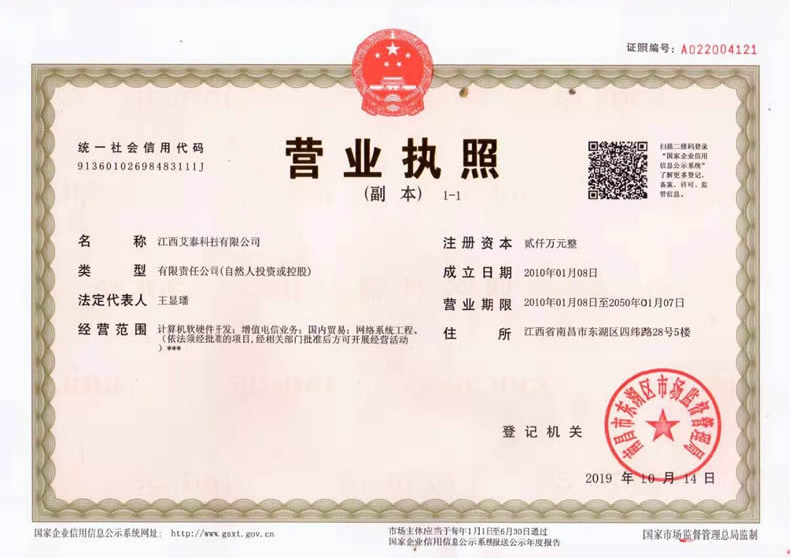 证照编号：A022004121
统一社会信用代码
91360102698483111J
营业执照
（副 本） 1-1
扫描二维码登录
“国家企业信用
信息公示系统”
了解更多登记、
备案、许可、监
管信息。
名 称 江西艾泰科技有限公司
类 型 有限责任公司(自然人投资或控股)
法定代表人 王显璠
经营范围 计算机软硬件开发；增值电信业务；国内贸易；网络系统工程。
（依法须经批准的项目,经相关部门批准后方可开展经营活动
）***
注册资本 贰仟万元整
成立日期 2010年01月08日
营业期限 2010年01月08日至2050年01月07日
住 所 江西省南昌市东湖区四纬路28号5楼
登记机关
南昌市东湖区市场监督管理局
2019 年 10 月 14 日
国家企业信用信息公示系统网址： http://www.gsxt.gov.cn
市场主体应当于每年1月1日至6月30日通过
国家企业信用信息公示系统报送公示年度报告
国家市场监督管理总局监制